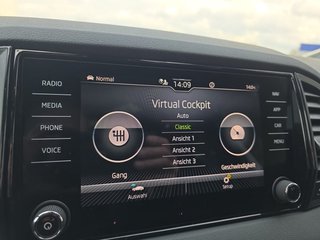 RADIO
MEDIA
PHONE
VOICE
Normal
14:09
Virtual Cockpit
Auto
Classic
Ansicht 1
Ansicht 2
Ansicht 3
Gang
Geschwindigkeit
Auswahl
Setup
NAV
APP
CAR
MENU